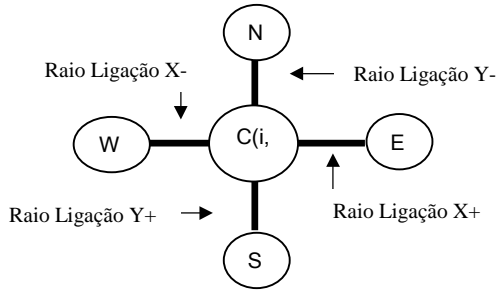 N
Raio Ligação X-
Raio Ligação Y-
W
C(i,
E
Raio Ligação Y+
Raio Ligação X+
S